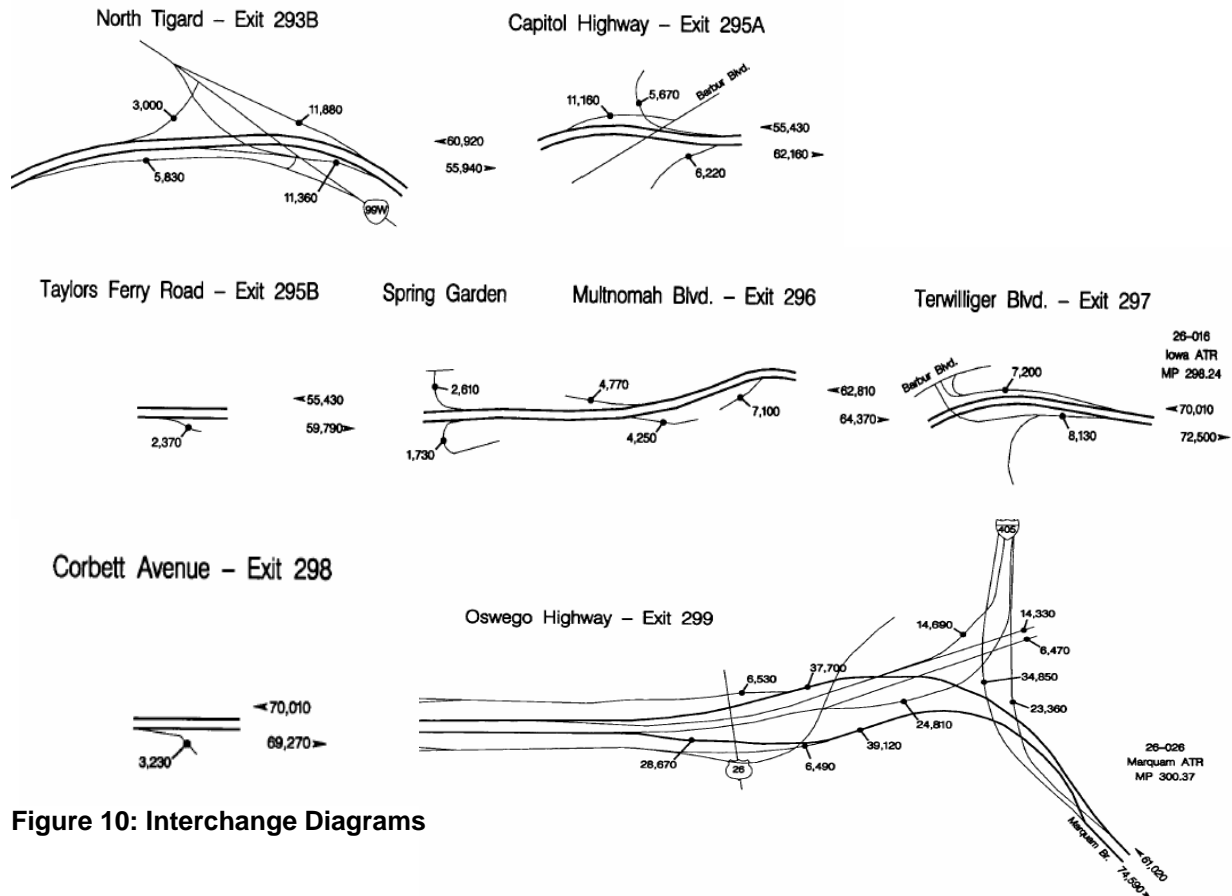 North Tigard – Exit 293B
3,000
11,880
5,830
11,360
99W
60,920
55,940
Capitol Highway – Exit 295A
Barbur Blvd.
11,160
5,670
6,220
55,430
62,160
Taylors Ferry Road – Exit 295B
2,370
55,430
59,790
Spring Garden
2,610
1,730
Multnomah Blvd. – Exit 296
4,770
4,250
7,100
62,810
64,370
Terwilliger Blvd. – Exit 297
Barbur Blvd.
7,200
8,130
26-016
Iowa ATR
MP 298.24
70,010
72,500
Corbett Avenue – Exit 298
3,230
70,010
69,270
Oswego Highway – Exit 299
405
14,690
14,330
6,470
6,530
37,700
34,850
23,360
24,810
28,670
26
6,490
39,120
26-026
Marquam ATR
MP 300.37
Marquam Br.
61,020
74,590
Figure 10: Interchange Diagrams